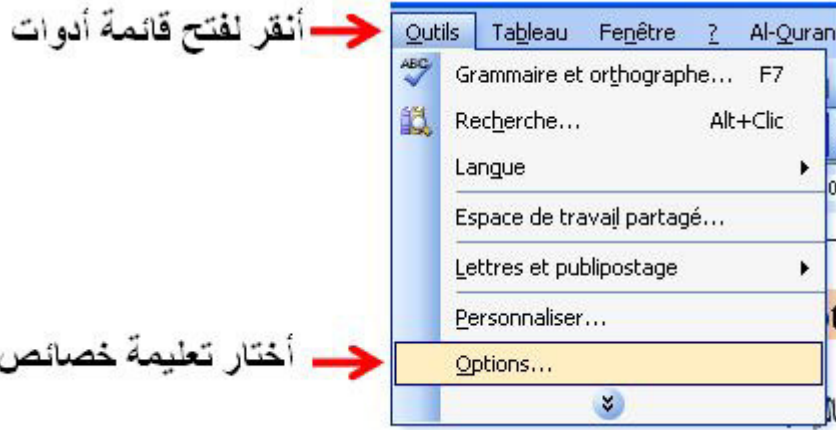 أنقر لفتح قائمة أدوات
Outils Tableau Fenêtre ? Al-Quran
ABC Grammaire et orthographe... F7
Recherche... Alt+Clic
Langue
Espace de travail partagé...
Lettres et publipostage
Personnaliser...
أختار تعليمة خصائص
Options...